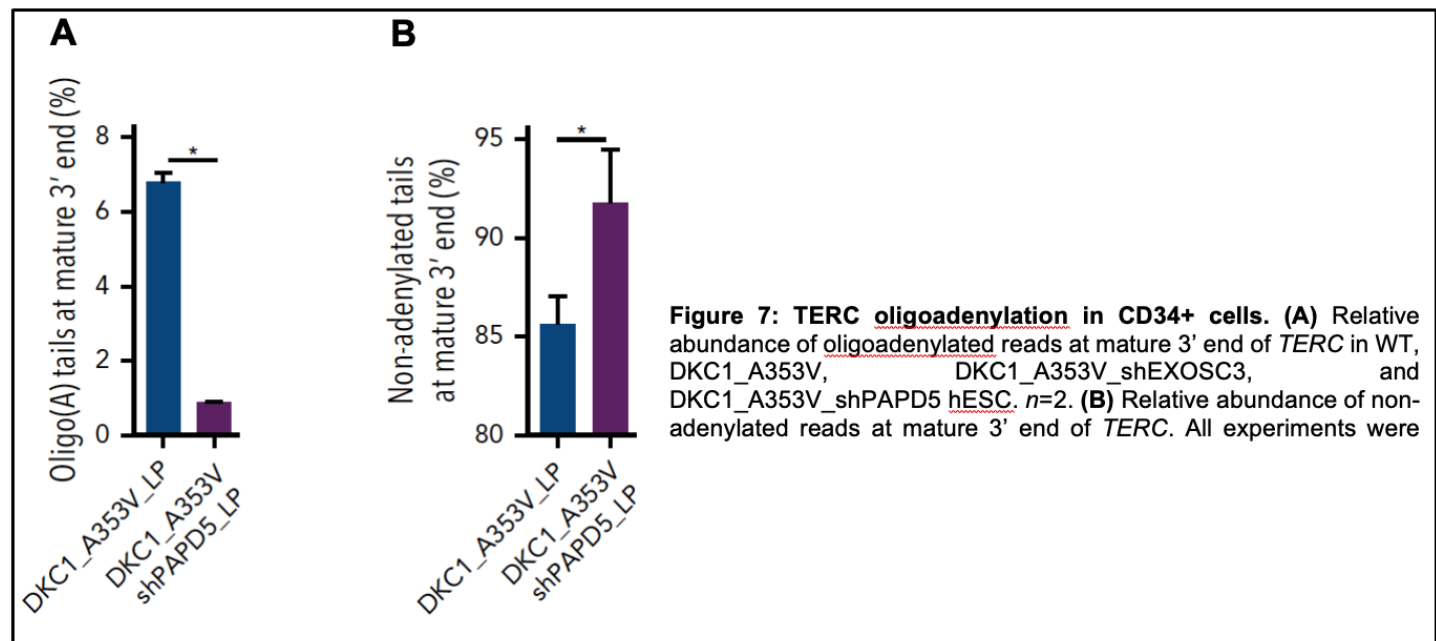 A
B
Oligo(A) tails at mature 3' end (%)
8
6
4
2
0
*
DKC1_A353V_LP
DKC1_A353V
shPAPD5_LP
Non-adenylated tails
at mature 3' end (%)
95
90
85
80
*
DKC1_A353V_LP
DKC1_A353V
shPAPD5_LP
Figure 7: TERC oligoadenylation in CD34+ cells. (A) Relative
abundance of oligoadenylated reads at mature 3' end of TERC in WT,
DKC1_A353V, DKC1_A353V_shEXOSC3, and
DKC1_A353V_shPAPD5 hESC. n=2. (B) Relative abundance of non-
adenylated reads at mature 3' end of TERC. All experiments were